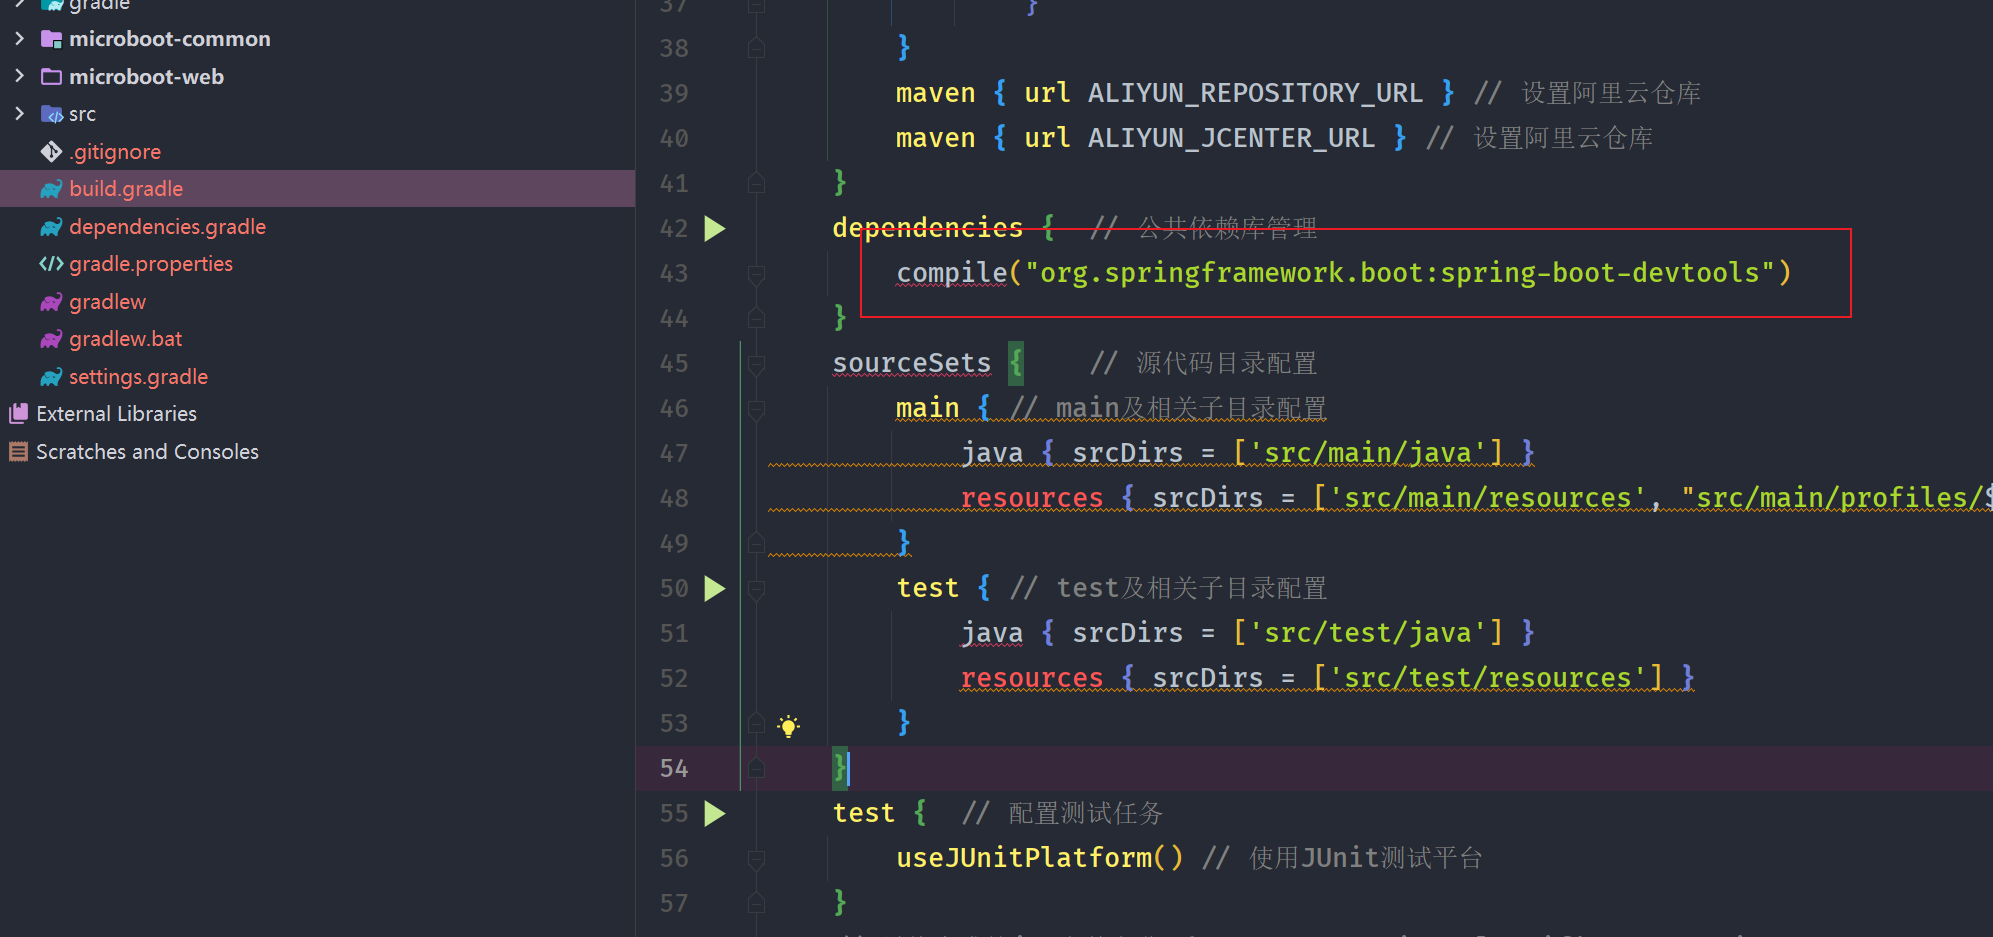 gradle
microboot-common
microboot-web
src
.gitignore
build.gradle
dependencies.gradle
gradle.properties
gradlew
gradlew.bat
settings.gradle
External Libraries
Scratches and Consoles
37 }
38 }
39 maven { url ALIYUN_REPOSITORY_URL } // 设置阿里云仓库
40 maven { url ALIYUN_JCENTER_URL } // 设置阿里云仓库
41 }
42 dependencies { // 公共依赖库管理
43 compile("org.springframework.boot:spring-boot-devtools")
44 }
45 sourceSets { // 源代码目录配置
46 main { // main及相关子目录配置
47 java { srcDirs = ['src/main/java'] }
48 resources { srcDirs = ['src/main/resources', "src/main/profiles/$
49 }
50 test { // test及相关子目录配置
51 java { srcDirs = ['src/test/java'] }
52 resources { srcDirs = ['src/test/resources'] }
53 }
54 }
55 test { // 配置测试任务
56 useJUnitPlatform() // 使用JUnit测试平台
57 }